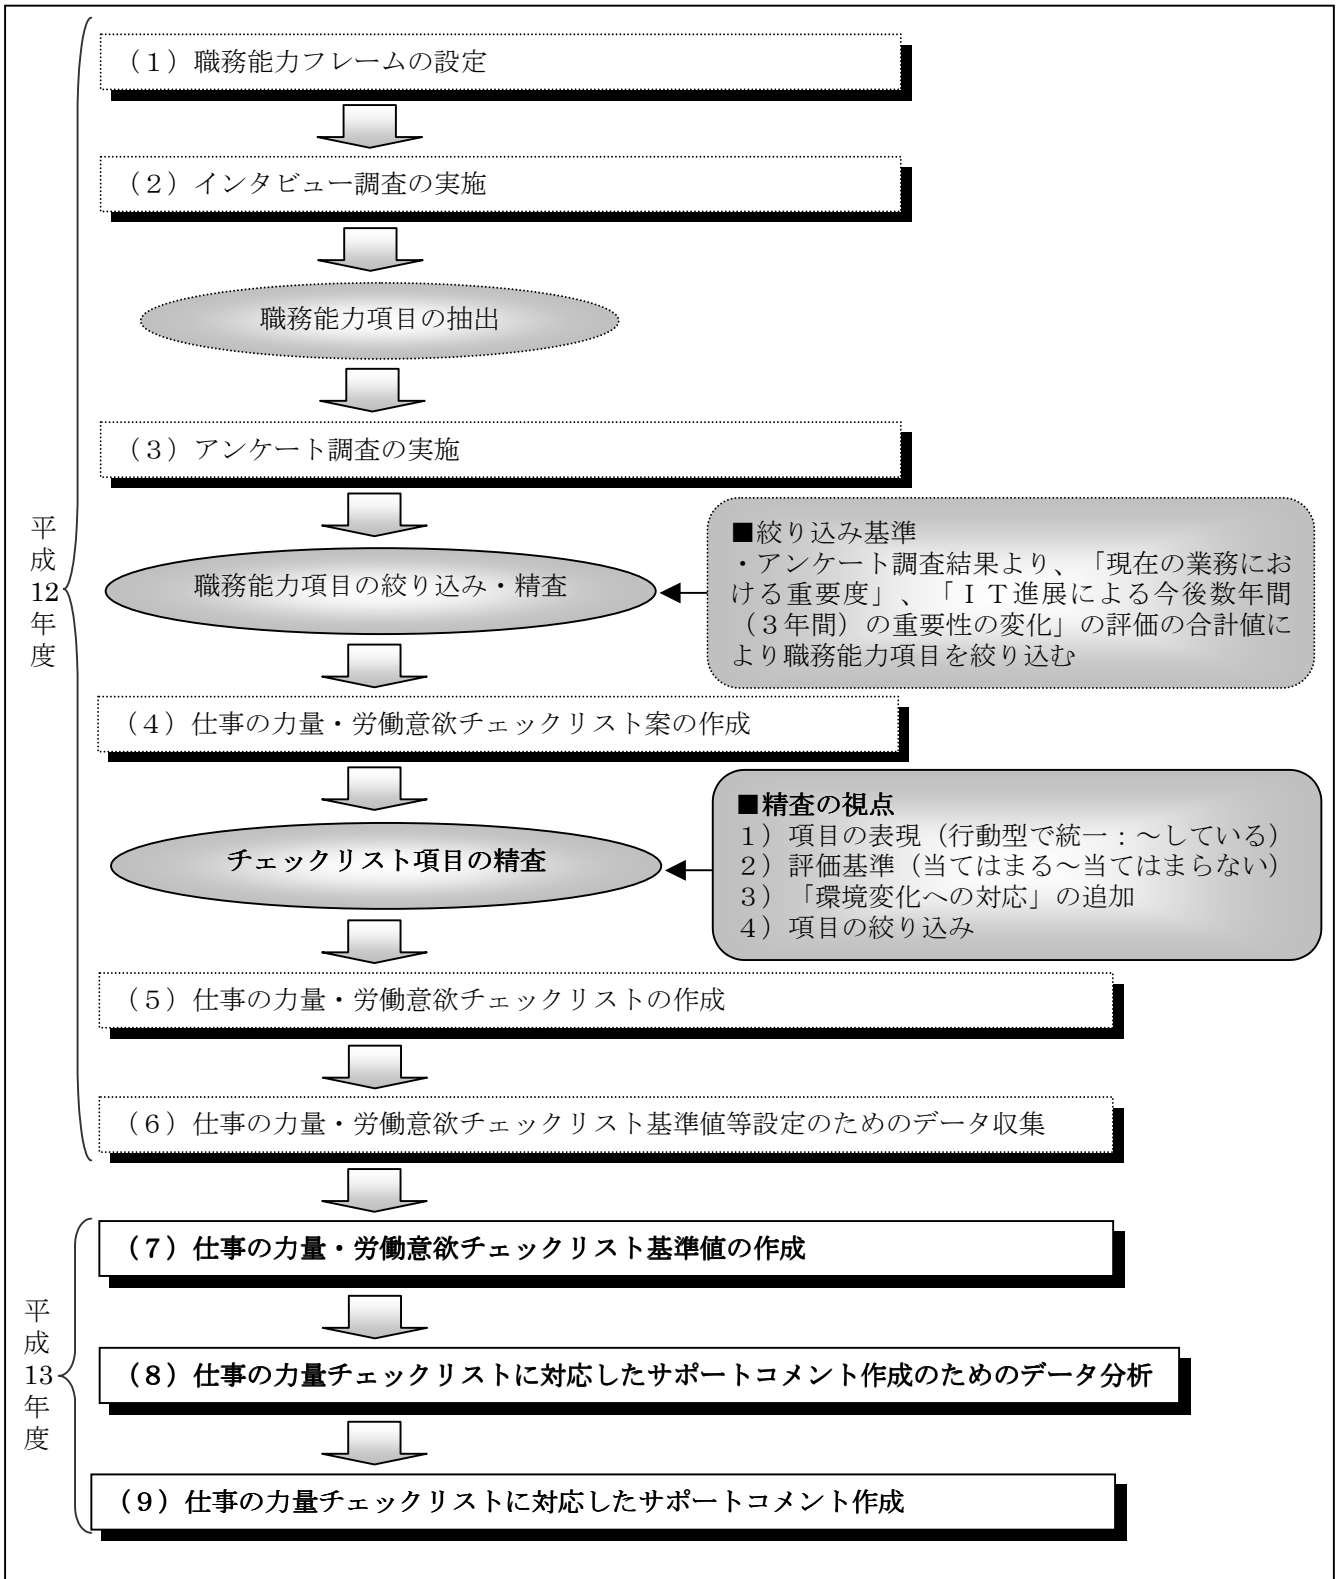 （１）職務能力フレームの設定
（２）インタビュー調査の実施
職務能力項目の抽出
（３）アンケート調査の実施
平成12年度
職務能力項目の絞り込み・精査
■絞り込み基準
・アンケート調査結果より、「現在の業務にお
ける重要度」、「ＩＴ進展による今後数年間
（３年間）の重要性の変化」の評価の合計値に
より職務能力項目を絞り込む
（４）仕事の力量・労働意欲チェックリスト案の作成
チェックリスト項目の精査
■精査の視点
１）項目の表現（行動型で統一：～している）
２）評価基準（当てはまる～当てはまらない）
３）「環境変化への対応」の追加
４）項目の絞り込み
（５）仕事の力量・労働意欲チェックリストの作成
（６）仕事の力量・労働意欲チェックリスト基準値等設定のためのデータ収集
平成13年度
（７）仕事の力量・労働意欲チェックリスト基準値の作成
（８）仕事の力量チェックリストに対応したサポートコメント作成のためのデータ分析
（９）仕事の力量チェックリストに対応したサポートコメント作成